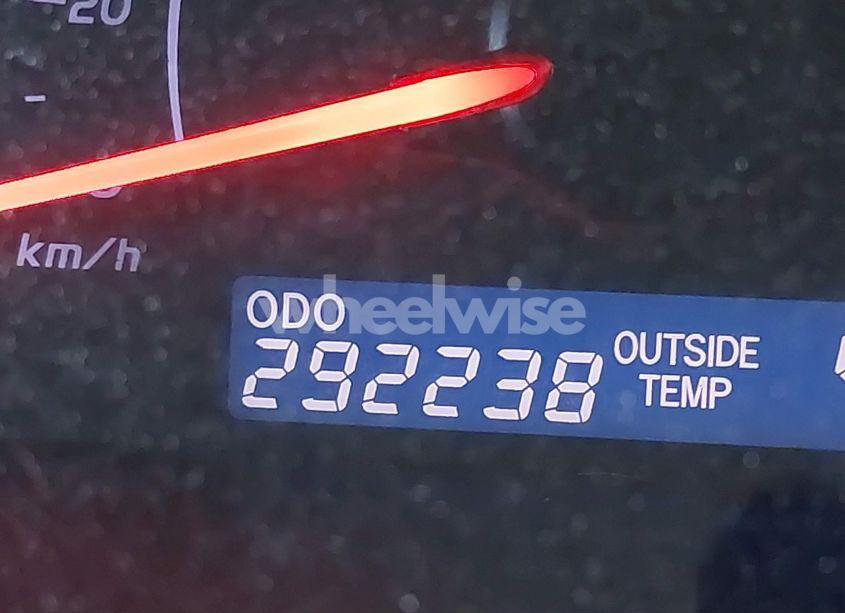 20
km/h
wheelwise
ODO
292238
OUTSIDE
TEMP